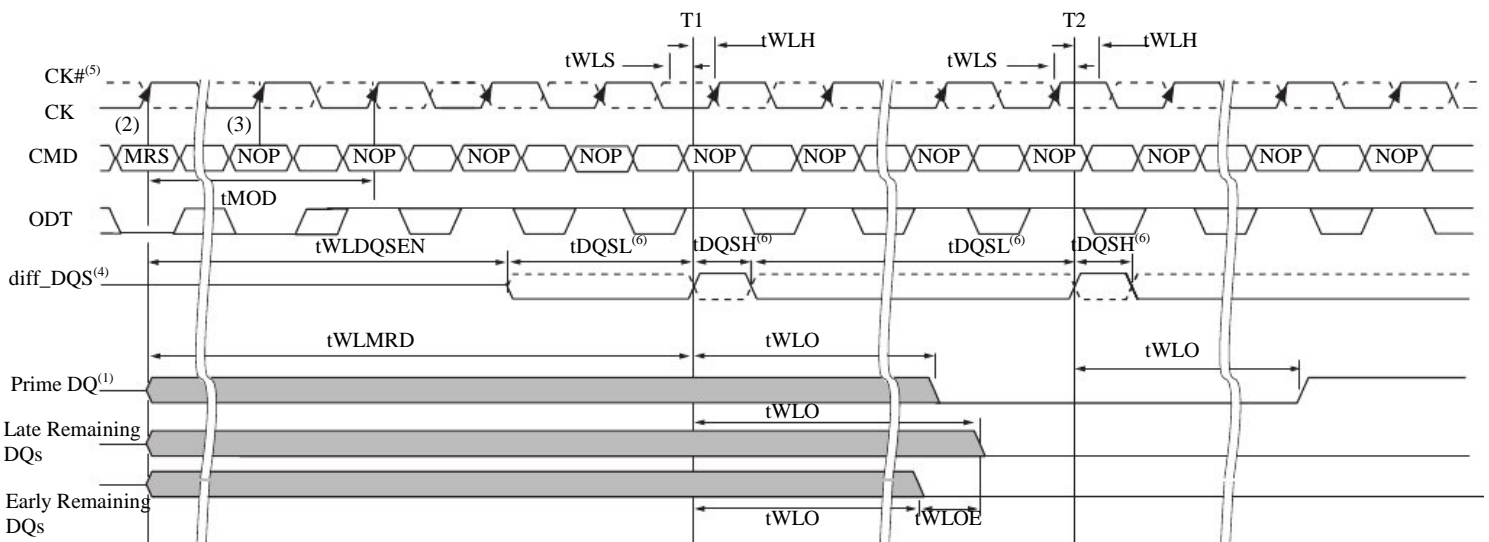 T1 T2
tWLH tWLH
tWLS tWLS
CK#(5)
CK
(2) (3)
CMD MRS NOP NOP NOP NOP NOP NOP NOP NOP NOP NOP NOP
tMOD
ODT
tWLDQSEN tDQSL(6) tDQSH(6) tDQSL(6) tDQSH(6)
diff_DQS(4)
tWLMRD tWLO
tWLO
Prime DQ(1)
tWLO
Late Remaining
DQs
Early Remaining
DQs
tWLO tWLOE